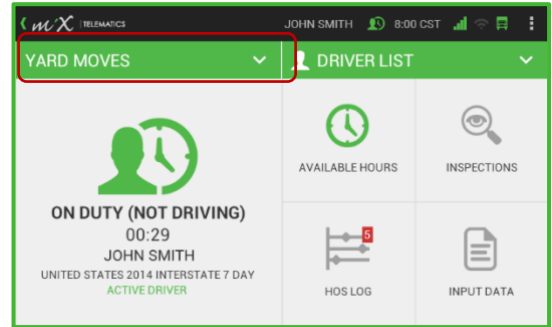 miX TELEMATICS JOHN SMITH 8:00 CST
YARD MOVES DRIVER LIST
AVAILABLE HOURS INSPECTIONS
ON DUTY (NOT DRIVING)
00:29
JOHN SMITH
UNITED STATES 2014 INTERSTATE 7 DAY
ACTIVE DRIVER
5
HOS LOG INPUT DATA